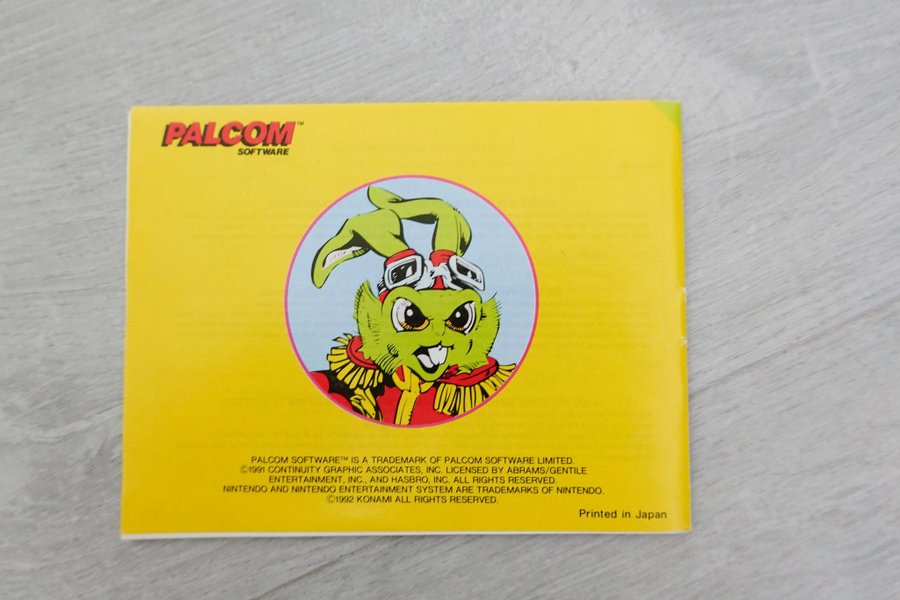 PALCOM™
SOFTWARE
PALCOM SOFTWARE™ IS A TRADEMARK OF PALCOM SOFTWARE LIMITED.
©1991 CONTINUITY GRAPHIC ASSOCIATES, INC. LICENSED BY ABRAMS/GENTILE
ENTERTAINMENT, INC., AND HASBRO, INC. ALL RIGHTS RESERVED.
NINTENDO AND NINTENDO ENTERTAINMENT SYSTEM ARE TRADEMARKS OF NINTENDO.
©1992 KONAMI ALL RIGHTS RESERVED.
Printed in Japan